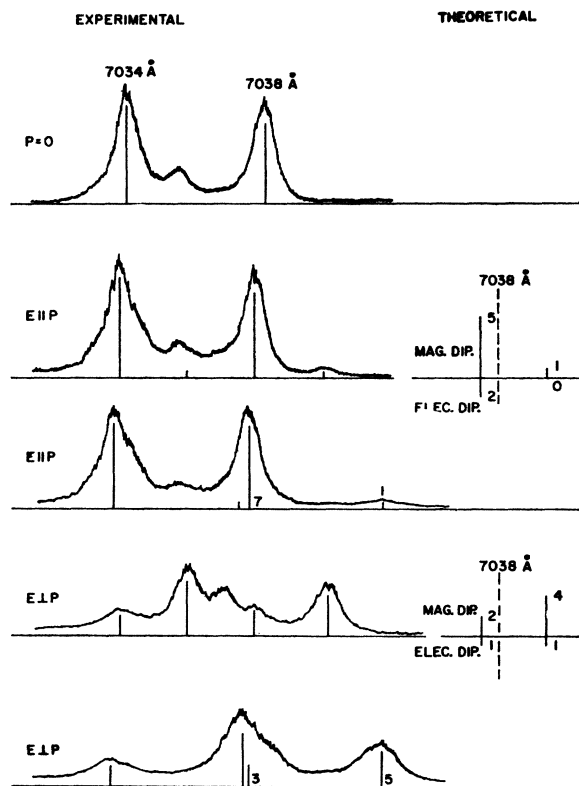 EXPERIMENTAL THEORETICAL
7034 Å 7038 Å
P=0
7038 Å
E∥P
5
MAG. DIP. 1
ELEC. DIP. 2 0
E∥P
7 1
7038 Å
E⊥P
MAG. DIP. 2 4
ELEC. DIP. 1 1
E⊥P
3 5